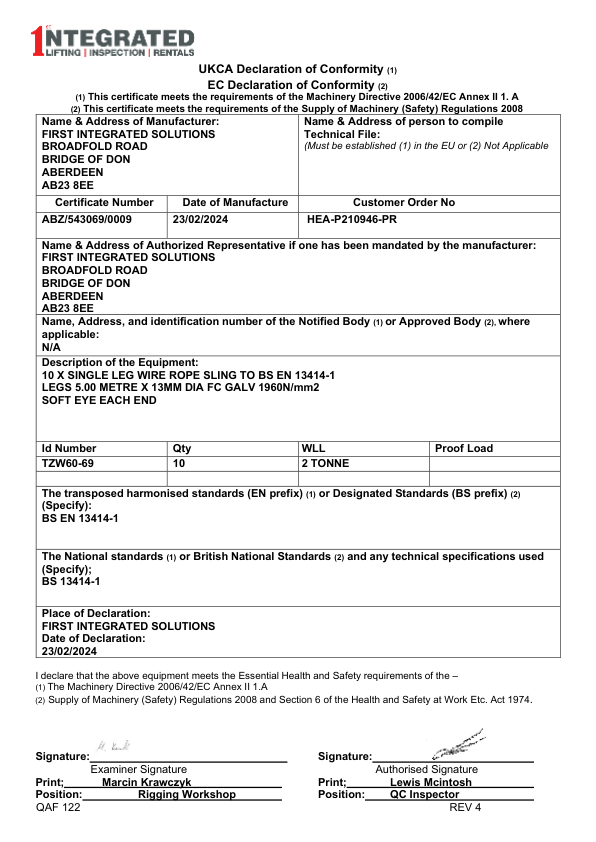 1ST INTEGRATED
LIFTING | INSPECTION | RENTALS
UKCA Declaration of Conformity (1)
EC Declaration of Conformity (2)
(1) This certificate meets the requirements of the Machinery Directive 2006/42/EC Annex II 1. A
(2) This certificate meets the requirements of the Supply of Machinery (Safety) Regulations 2008
Name & Address of Manufacturer:
FIRST INTEGRATED SOLUTIONS
BROADFOLD ROAD
BRIDGE OF DON
ABERDEEN
AB23 8EE
Name & Address of person to compile
Technical File:
(Must be established (1) in the EU or (2) Not Applicable
Certificate Number Date of Manufacture Customer Order No
ABZ/543069/0009 23/02/2024 HEA-P210946-PR
Name & Address of Authorized Representative if one has been mandated by the manufacturer:
FIRST INTEGRATED SOLUTIONS
BROADFOLD ROAD
BRIDGE OF DON
ABERDEEN
AB23 8EE
Name, Address, and identification number of the Notified Body (1) or Approved Body (2), where
applicable:
N/A
Description of the Equipment:
10 X SINGLE LEG WIRE ROPE SLING TO BS EN 13414-1
LEGS 5.00 METRE X 13MM DIA FC GALV 1960N/mm2
SOFT EYE EACH END
Id Number Qty WLL Proof Load
TZW60-69 10 2 TONNE
The transposed harmonised standards (EN prefix) (1) or Designated Standards (BS prefix) (2)
(Specify):
BS EN 13414-1
The National standards (1) or British National Standards (2) and any technical specifications used
(Specify);
BS 13414-1
Place of Declaration:
FIRST INTEGRATED SOLUTIONS
Date of Declaration:
23/02/2024
I declare that the above equipment meets the Essential Health and Safety requirements of the –
(1) The Machinery Directive 2006/42/EC Annex II 1.A
(2) Supply of Machinery (Safety) Regulations 2008 and Section 6 of the Health and Safety at Work Etc. Act 1974.
Signature: Signature:
Examiner Signature Authorised Signature
Print; Marcin Krawczyk Print; Lewis Mcintosh
Position: Rigging Workshop Position: QC Inspector
QAF 122 REV 4